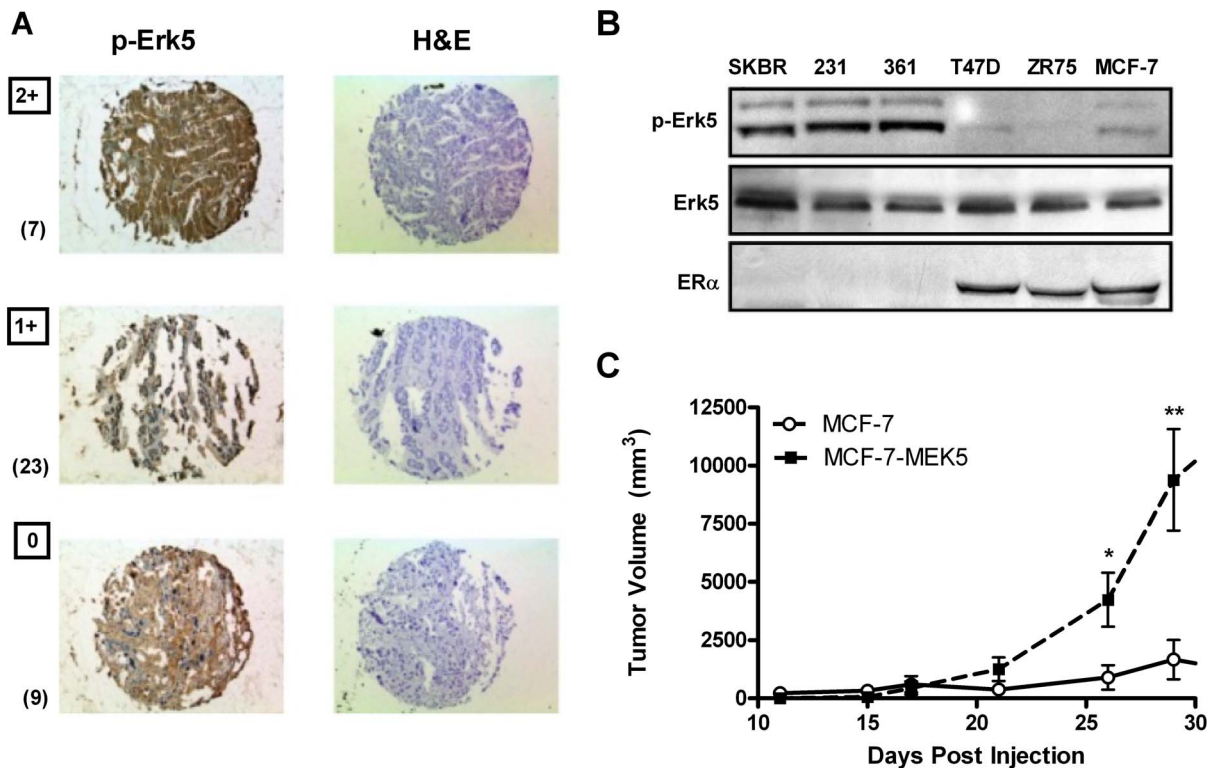 A
p-Erk5
H&E
2+
(7)
1+
(23)
0
(9)
B
SKBR 231 361 T47D ZR75 MCF-7
p-Erk5
Erk5
ERα
C
MCF-7
MCF-7-MEK5
Tumor Volume (mm³)
12500
10000
7500
5000
2500
0
*
**
10 15 20 25 30
Days Post Injection